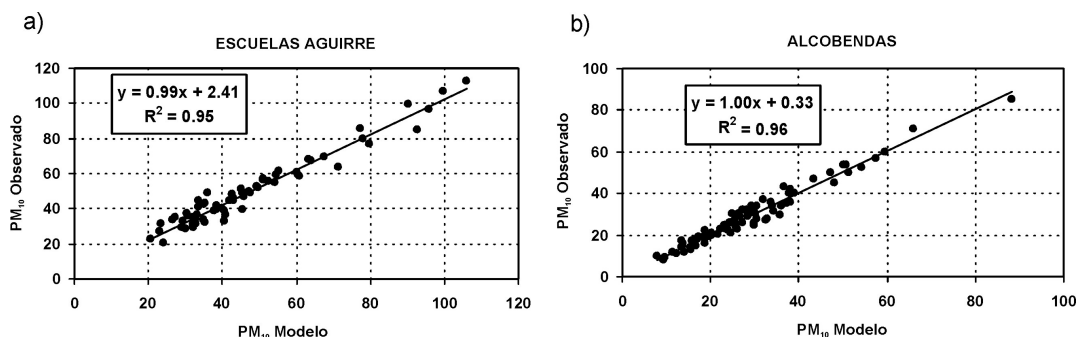 a)
ESCUELAS AGUIRRE
PM₁₀ Observado
120
100
80
60
40
20
0
y = 0.99x + 2.41
R² = 0.95
0 20 40 60 80 100 120
PM₁₀ Modelo
b)
ALCOBENDAS
PM₁₀ Observado
100
80
60
40
20
0
y = 1.00x + 0.33
R² = 0.96
0 20 40 60 80 100
PM₁₀ Modelo